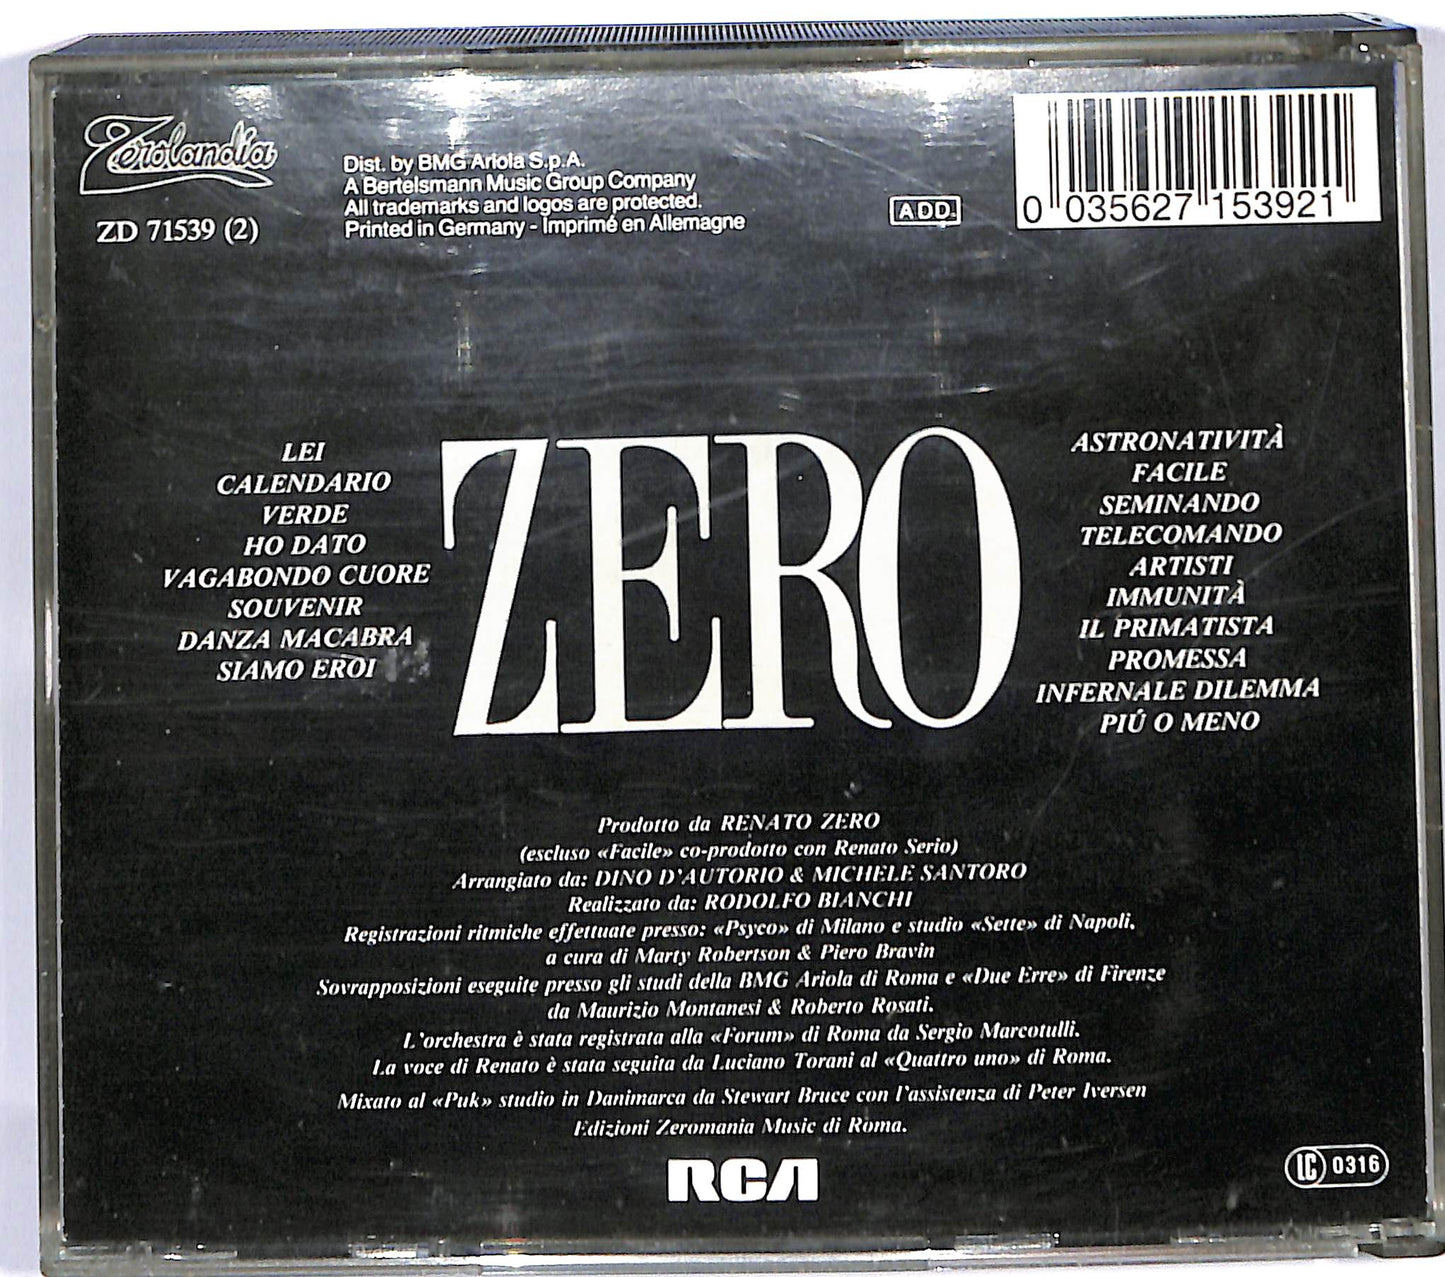 Zerolandia
ZD 71539 (2)
Dist. by BMG Ariola S.p.A.
A Bertelsmann Music Group Company
All trademarks and logos are protected.
Printed in Germany - Imprimé en Allemagne
ADD
0 035627 153921
LEI
CALENDARIO
VERDE
HO DATO
VAGABONDO CUORE
SOUVENIR
DANZA MACABRA
SIAMO EROI
ZERO
ASTRONATIVITÀ
FACILE
SEMINANDO
TELECOMANDO
ARTISTI
IMMUNITÀ
IL PRIMATISTA
PROMESSA
INFERNALE DILEMMA
PIÚ O MENO
Prodotto da RENATO ZERO
(escluso «Facile» co-prodotto con Renato Serio)
Arrangiato da: DINO D'AUTORIO & MICHELE SANTORO
Realizzato da: RODOLFO BIANCHI
Registrazioni ritmiche effettuate presso: «Psyco» di Milano e studio «Sette» di Napoli,
a cura di Marty Robertson & Piero Bravin
Sovrapposizioni eseguite presso gli studi della BMG Ariola di Roma e «Due Erre» di Firenze
da Maurizio Montanesi & Roberto Rosati.
L'orchestra è stata registrata alla «Forum» di Roma da Sergio Marcotulli.
La voce di Renato è stata seguita da Luciano Torani al «Quattro uno» di Roma.
Mixato al «Puk» studio in Danimarca da Stewart Bruce con l'assistenza di Peter Iversen
Edizioni Zeromania Music di Roma.
RCA
LC 0316